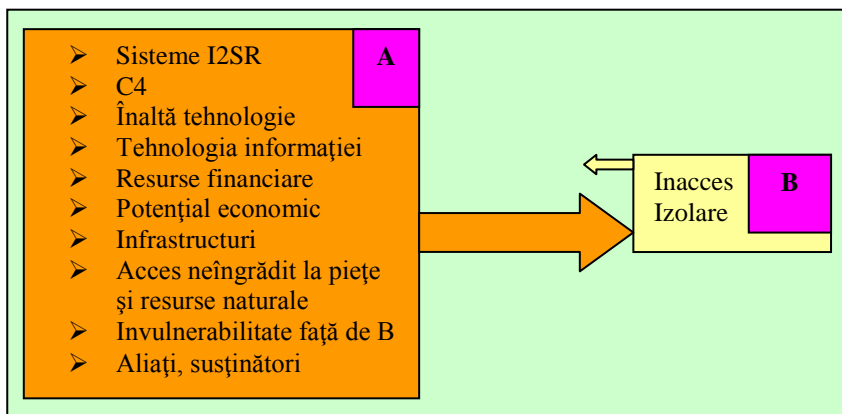 Sisteme I2SR
A
C4
Înaltă tehnologie
Tehnologia informaţiei
Resurse financiare
Potenţial economic
Infrastructuri
Acces neîngrădit la pieţe
şi resurse naturale
Invulnerabilitate faţă de B
Aliaţi, susţinători
Inacces
Izolare
B